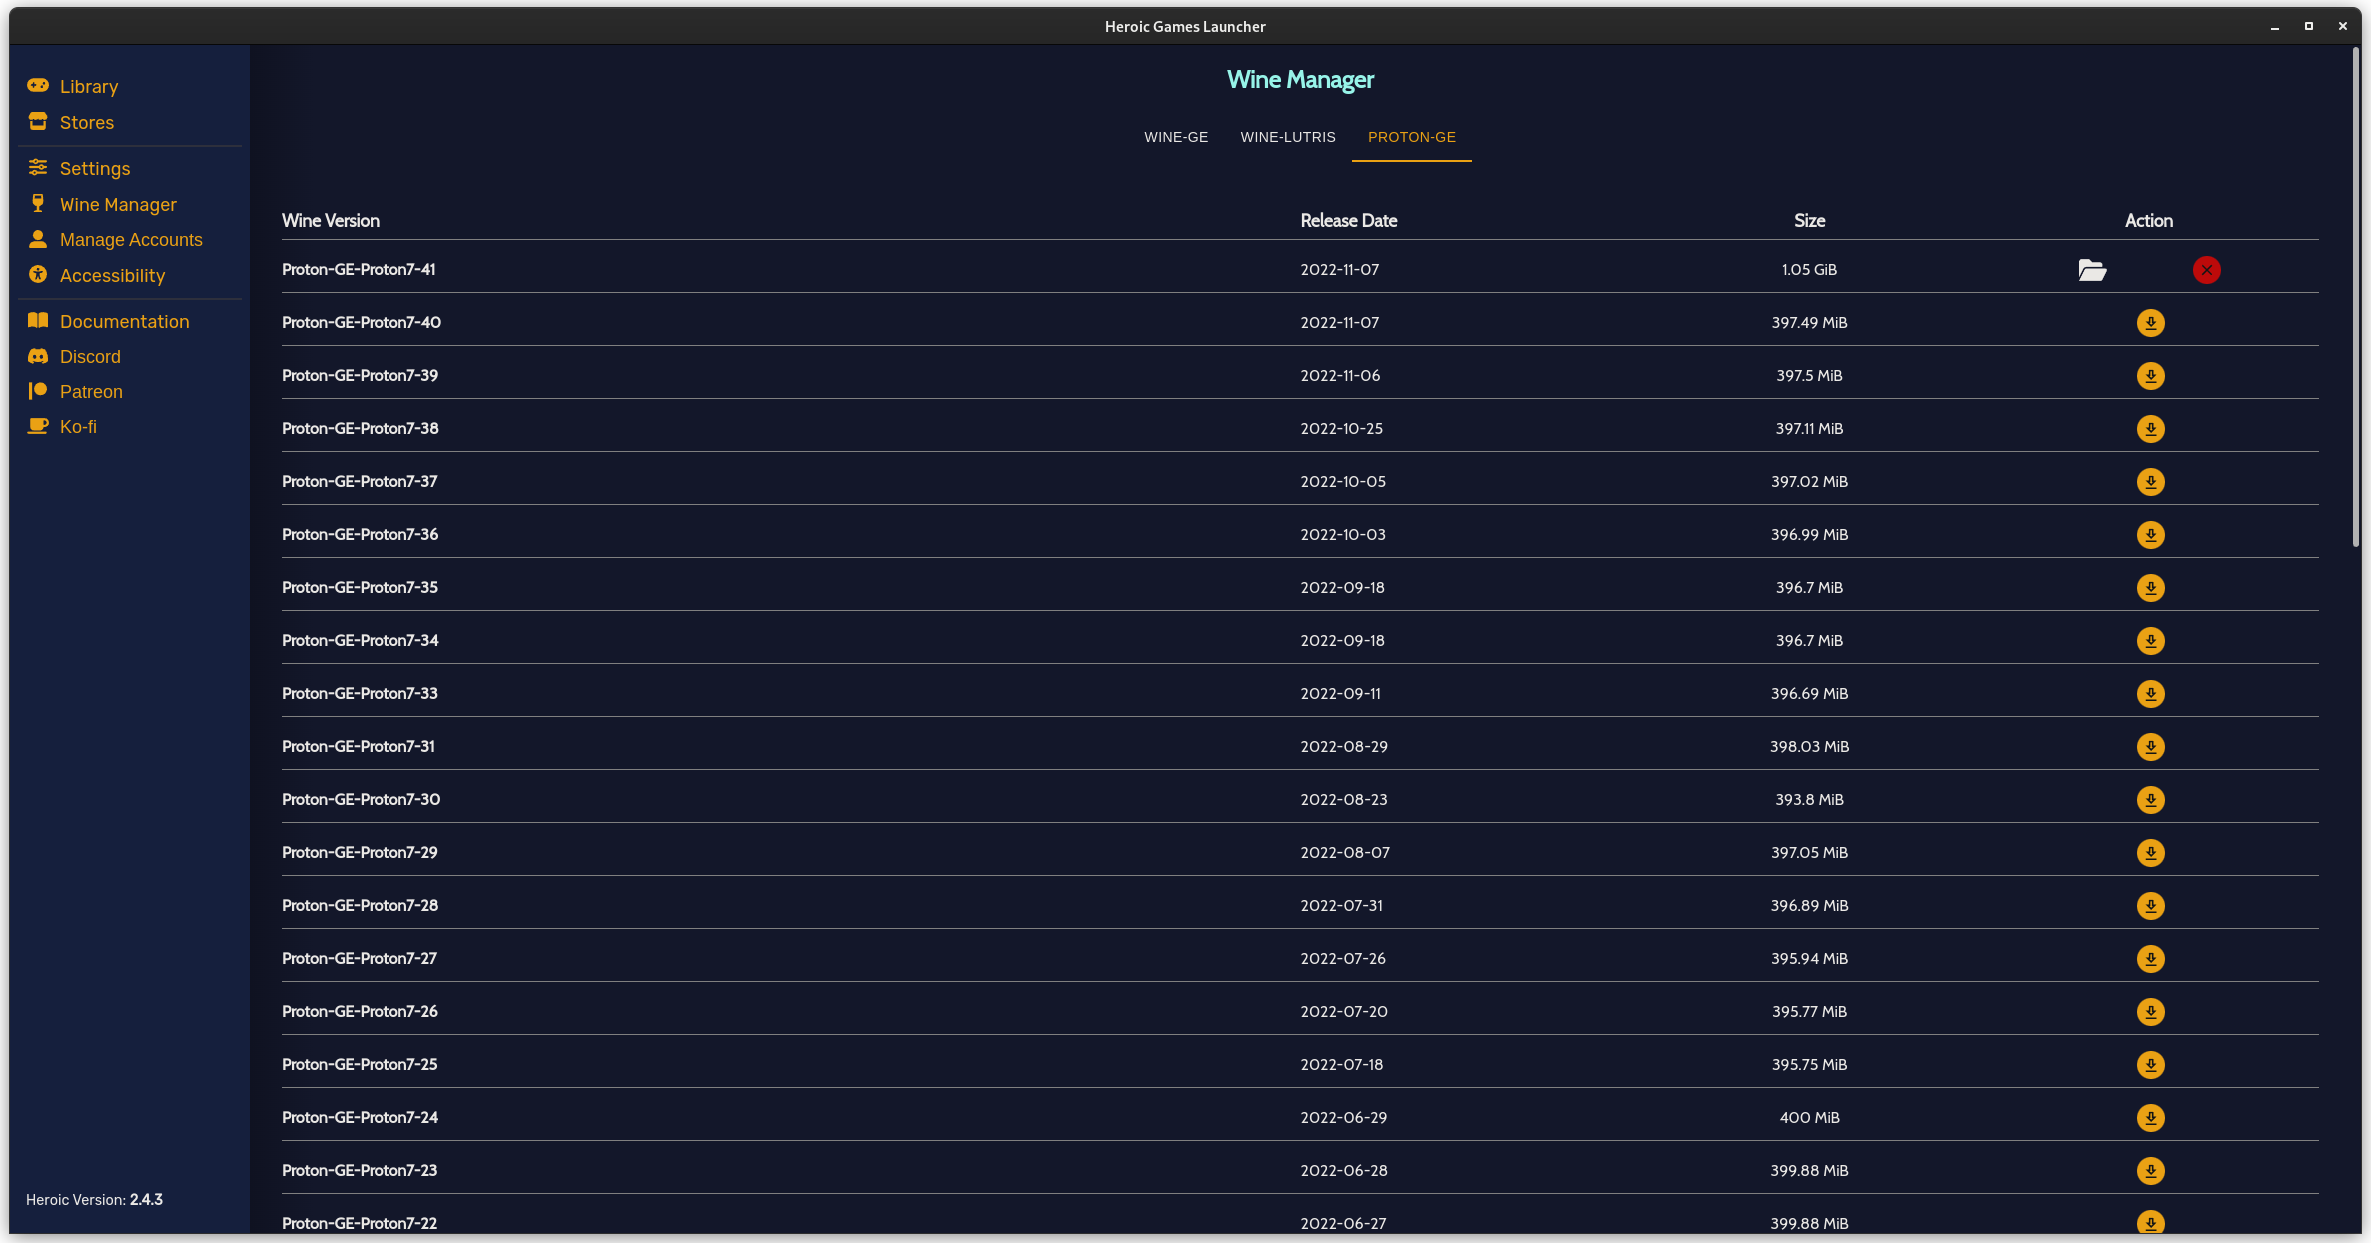 Heroic Games Launcher
Library
Stores
Settings
Wine Manager
Manage Accounts
Accessibility
Documentation
Discord
Patreon
Ko-fi
Heroic Version: 2.4.3
Wine Manager
WINE-GE WINE-LUTRIS PROTON-GE
Wine Version Release Date Size Action
Proton-GE-Proton7-41 2022-11-07 1.05 GiB
Proton-GE-Proton7-40 2022-11-07 397.49 MiB
Proton-GE-Proton7-39 2022-11-06 397.5 MiB
Proton-GE-Proton7-38 2022-10-25 397.11 MiB
Proton-GE-Proton7-37 2022-10-05 397.02 MiB
Proton-GE-Proton7-36 2022-10-03 396.99 MiB
Proton-GE-Proton7-35 2022-09-18 396.7 MiB
Proton-GE-Proton7-34 2022-09-18 396.7 MiB
Proton-GE-Proton7-33 2022-09-11 396.69 MiB
Proton-GE-Proton7-31 2022-08-29 398.03 MiB
Proton-GE-Proton7-30 2022-08-23 393.8 MiB
Proton-GE-Proton7-29 2022-08-07 397.05 MiB
Proton-GE-Proton7-28 2022-07-31 396.89 MiB
Proton-GE-Proton7-27 2022-07-26 395.94 MiB
Proton-GE-Proton7-26 2022-07-20 395.77 MiB
Proton-GE-Proton7-25 2022-07-18 395.75 MiB
Proton-GE-Proton7-24 2022-06-29 400 MiB
Proton-GE-Proton7-23 2022-06-28 399.88 MiB
Proton-GE-Proton7-22 2022-06-27 399.88 MiB